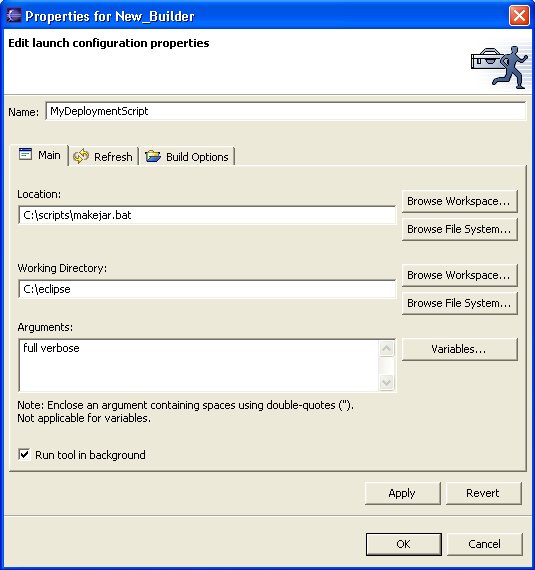 Properties for New_Builder
Edit launch configuration properties
Name: MyDeploymentScript
Main Refresh Build Options
Location:
C:\scripts\makejar.bat Browse Workspace...
Browse File System...
Working Directory:
C:\eclipse Browse Workspace...
Browse File System...
Arguments:
full verbose Variables...
Note: Enclose an argument containing spaces using double-quotes (").
Not applicable for variables.
Run tool in background
Apply Revert
OK Cancel